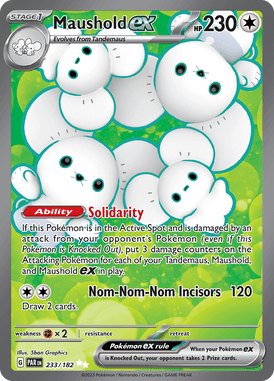 STAGE 1
Maushold ex
HP 230
Evolves from Tandemaus
Ability Solidarity
If this Pokémon is in the Active Spot and is damaged by an
attack from your opponent's Pokémon (even if this
Pokémon is Knocked Out), put 3 damage counters on the
Attacking Pokémon for each of your Tandemaus, Maushold,
and Maushold ex in play.
Nom-Nom-Nom Incisors 120
Draw 2 cards.
weakness × 2 resistance retreat
Illus. 5ban Graphics
G PAR EN 233/182
Pokémon ex rule
When your Pokémon ex
is Knocked Out, your opponent takes 2 Prize cards.
©2023 Pokémon / Nintendo / Creatures / GAME FREAK